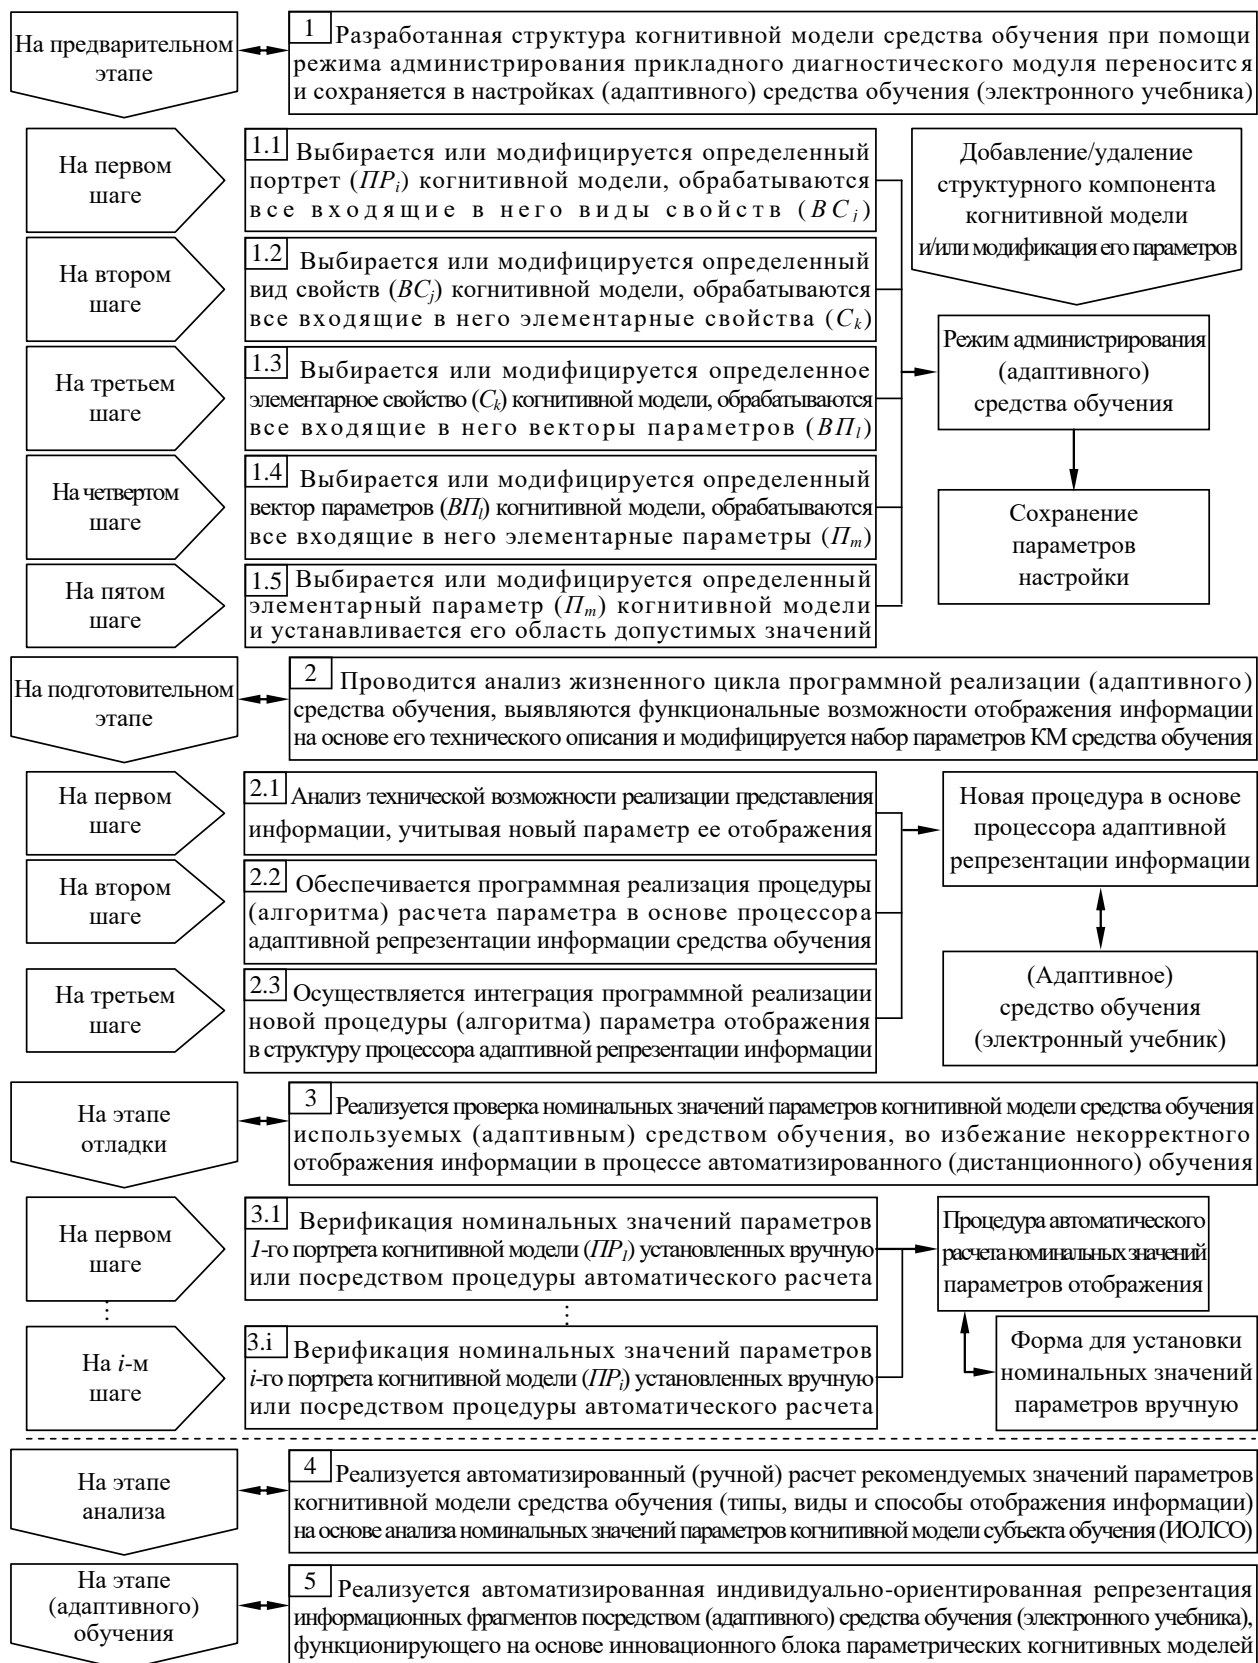 На предварительном
этапе
1 Разработанная структура когнитивной модели средства обучения при помощи
режима администрирования прикладного диагностического модуля переносится
и сохраняется в настройках (адаптивного) средства обучения (электронного учебника)
На первом
шаге
1.1 Выбирается или модифицируется определенный
портрет (ПР_i) когнитивной модели, обрабатываются
все входящие в него виды свойств (ВС_j)
Добавление/удаление
структурного компонента
когнитивной модели
и/или модификация его параметров
На втором
шаге
1.2 Выбирается или модифицируется определенный
вид свойств (ВС_j) когнитивной модели, обрабатываются
все входящие в него элементарные свойства (С_k)
Режим администрирования
(адаптивного)
средства обучения
На третьем
шаге
1.3 Выбирается или модифицируется определенное
элементарное свойство (С_k) когнитивной модели, обрабатываются
все входящие в него векторы параметров (ВП_l)
На четвертом
шаге
1.4 Выбирается или модифицируется определенный
вектор параметров (ВП_l) когнитивной модели, обрабатываются
все входящие в него элементарные параметры (П_m)
Сохранение
параметров
настройки
На пятом
шаге
1.5 Выбирается или модифицируется определенный
элементарный параметр (П_m) когнитивной модели
и устанавливается его область допустимых значений
На подготовительном
этапе
2 Проводится анализ жизненного цикла программной реализации (адаптивного)
средства обучения, выявляются функциональные возможности отображения информации
на основе его технического описания и модифицируется набор параметров КМ средства обучения
На первом
шаге
2.1 Анализ технической возможности реализации представления
информации, учитывая новый параметр ее отображения
Новая процедура в основе
процессора адаптивной
репрезентации информации
На втором
шаге
2.2 Обеспечивается программная реализация процедуры
(алгоритма) расчета параметра в основе процессора
адаптивной репрезентации информации средства обучения
На третьем
шаге
2.3 Осуществляется интеграция программной реализации
новой процедуры (алгоритма) параметра отображения
в структуру процессора адаптивной репрезентации информации
(Адаптивное)
средство обучения
(электронный учебник)
На этапе
отладки
3 Реализуется проверка номинальных значений параметров когнитивной модели средства обучения
используемых (адаптивным) средством обучения, во избежание некорректного
отображения информации в процессе автоматизированного (дистанционного) обучения
На первом
шаге
3.1 Верификация номинальных значений параметров
1-го портрета когнитивной модели (ПР_1) установленных вручную
или посредством процедуры автоматического расчета
Процедура автоматического
расчета номинальных значений
параметров отображения
На i-м
шаге
3.i Верификация номинальных значений параметров
i-го портрета когнитивной модели (ПР_i) установленных вручную
или посредством процедуры автоматического расчета
Форма для установки
номинальных значений
параметров вручную
На этапе
анализа
4 Реализуется автоматизированный (ручной) расчет рекомендуемых значений параметров
когнитивной модели средства обучения (типы, виды и способы отображения информации)
на основе анализа номинальных значений параметров когнитивной модели субъекта обучения (ИОЛСО)
На этапе
(адаптивного)
обучения
5 Реализуется автоматизированная индивидуально-ориентированная репрезентация
информационных фрагментов посредством (адаптивного) средства обучения (электронного учебника),
функционирующего на основе инновационного блока параметрических когнитивных моделей